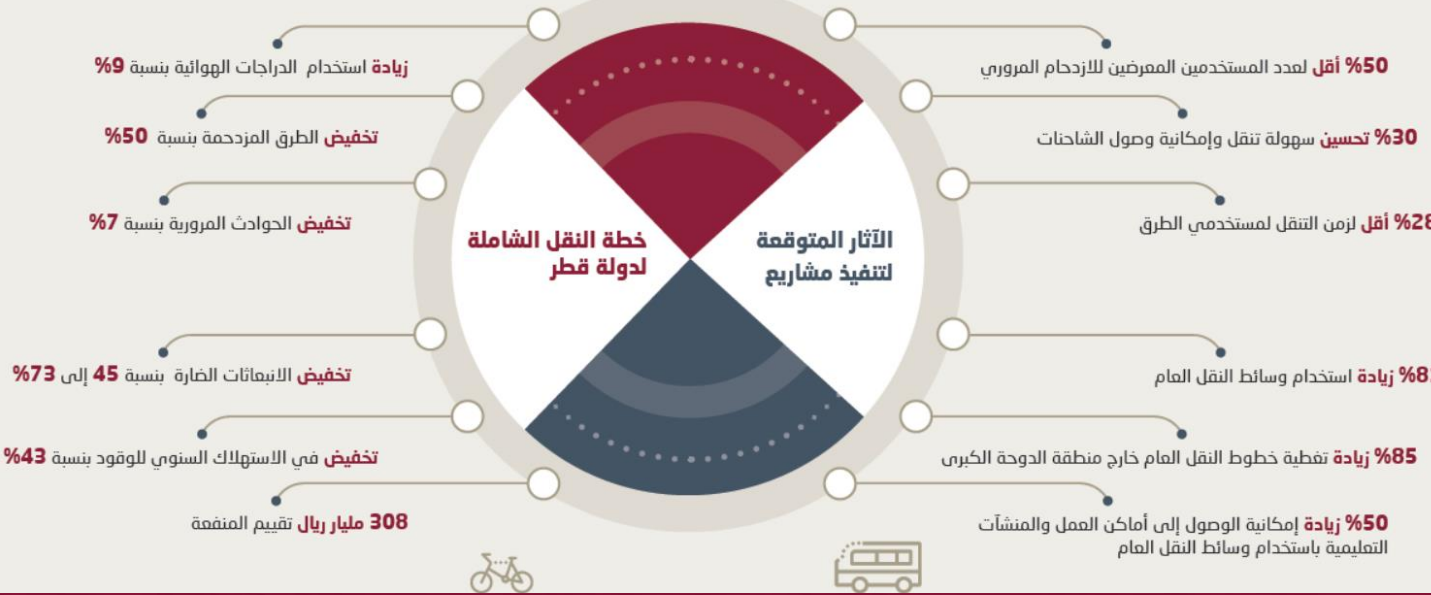 الآثار المتوقعة
لتنفيذ مشاريع
خطة النقل الشاملة
لدولة قطر
50% أقل لعدد المستخدمين المعرضين للازدحام المروري
30% تحسين سهولة تنقل وإمكانية وصول الشاحنات
28% أقل لزمن التنقل لمستخدمي الطرق
زيادة استخدام وسائط النقل العام
85% زيادة تغطية خطوط النقل العام خارج منطقة الدوحة الكبرى
50% زيادة إمكانية الوصول إلى أماكن العمل والمنشآت
التعليمية باستخدام وسائط النقل العام
زيادة استخدام الدراجات الهوائية بنسبة 9%
تخفيض الطرق المزدحمة بنسبة 50%
تخفيض الحوادث المرورية بنسبة 7%
تخفيض الانبعاثات الضارة بنسبة 45 إلى 73%
تخفيض في الاستهلاك السنوي للوقود بنسبة 43%
308 مليار ريال تقييم المنفعة